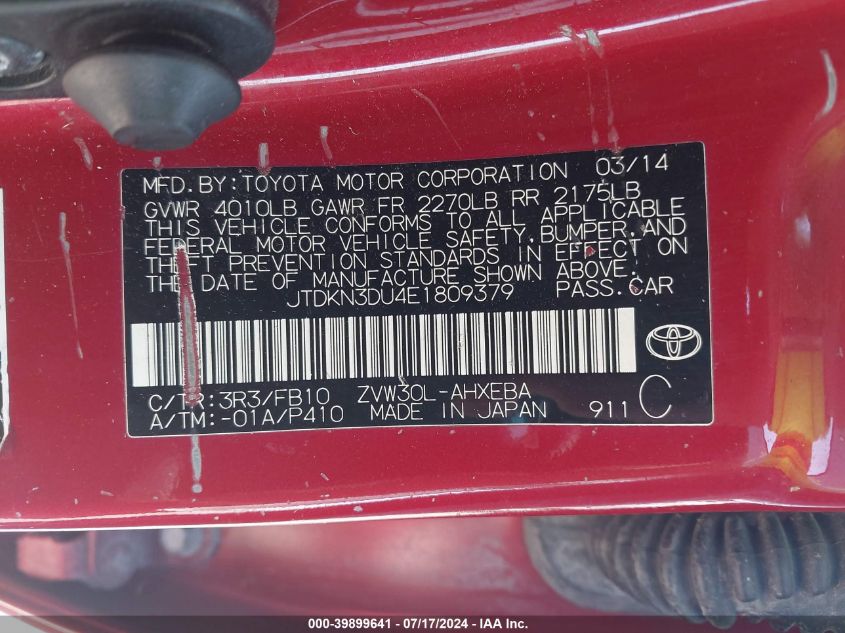 MFD. BY: TOYOTA MOTOR CORPORATION 03/14
GVWR 4010LB GAWR FR 2270LB RR 2175LB
THIS VEHICLE CONFORMS TO ALL APPLICABLE
FEDERAL MOTOR VEHICLE SAFETY, BUMPER, AND
THEFT PREVENTION STANDARDS IN EFFECT ON
THE DATE OF MANUFACTURE SHOWN ABOVE.
JTDKN3DU4E1809379 PASS. CAR
C/TR: 3R3/FB10 ZVW30L-AHXEBA
A/TM: -01A/P410 MADE IN JAPAN 911 C
000-39899641 - 07/17/2024 - IAA Inc.